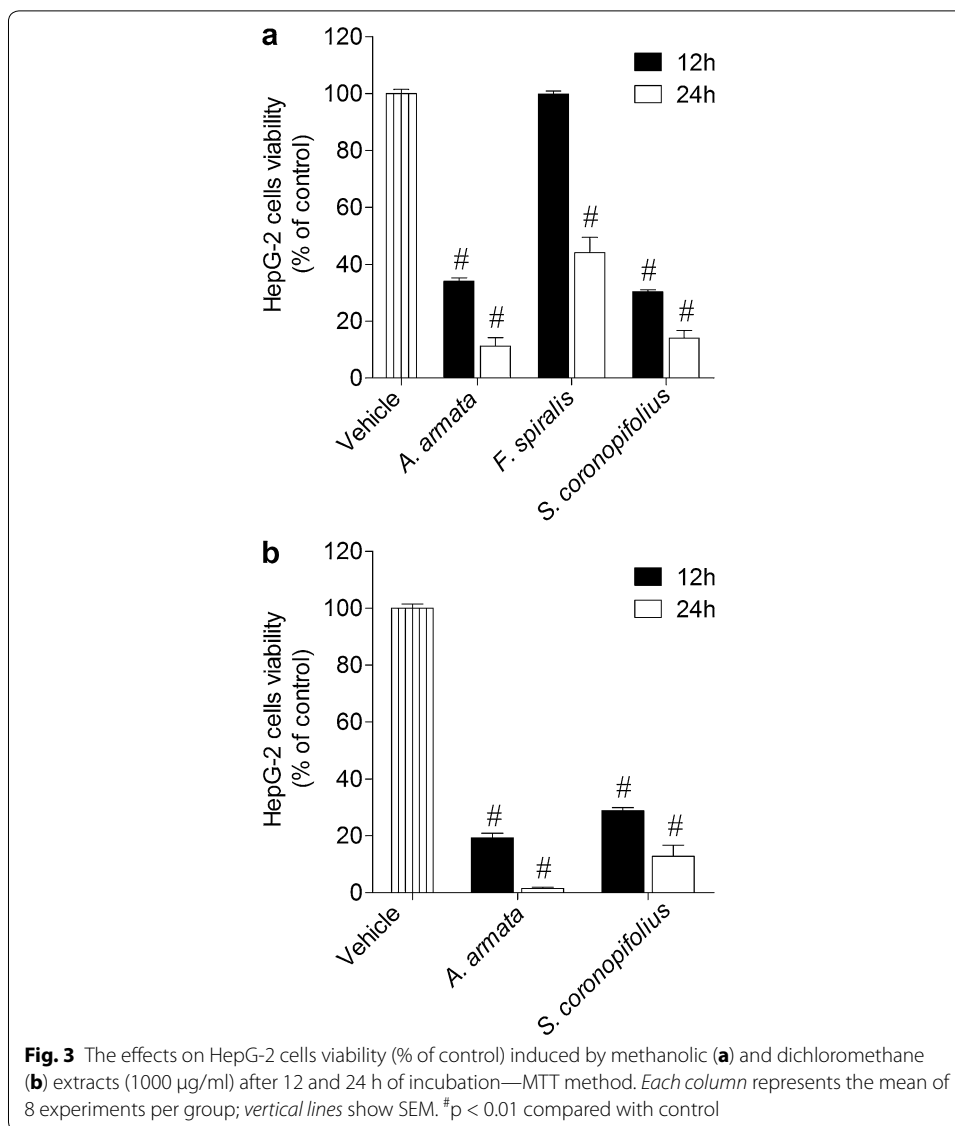 a
120
100
80
60
40
20
0
HepG-2 cells viability
(% of control)
12h
24h
#
#
#
#
#
Vehicle
A. armata
F. spiralis
S. coronopifolius
b
120
100
80
60
40
20
0
HepG-2 cells viability
(% of control)
12h
24h
#
#
#
#
Vehicle
A. armata
S. coronopifolius
Fig. 3 The effects on HepG-2 cells viability (% of control) induced by methanolic (a) and dichloromethane
(b) extracts (1000 µg/ml) after 12 and 24 h of incubation—MTT method. Each column represents the mean of
8 experiments per group; vertical lines show SEM. #p < 0.01 compared with control